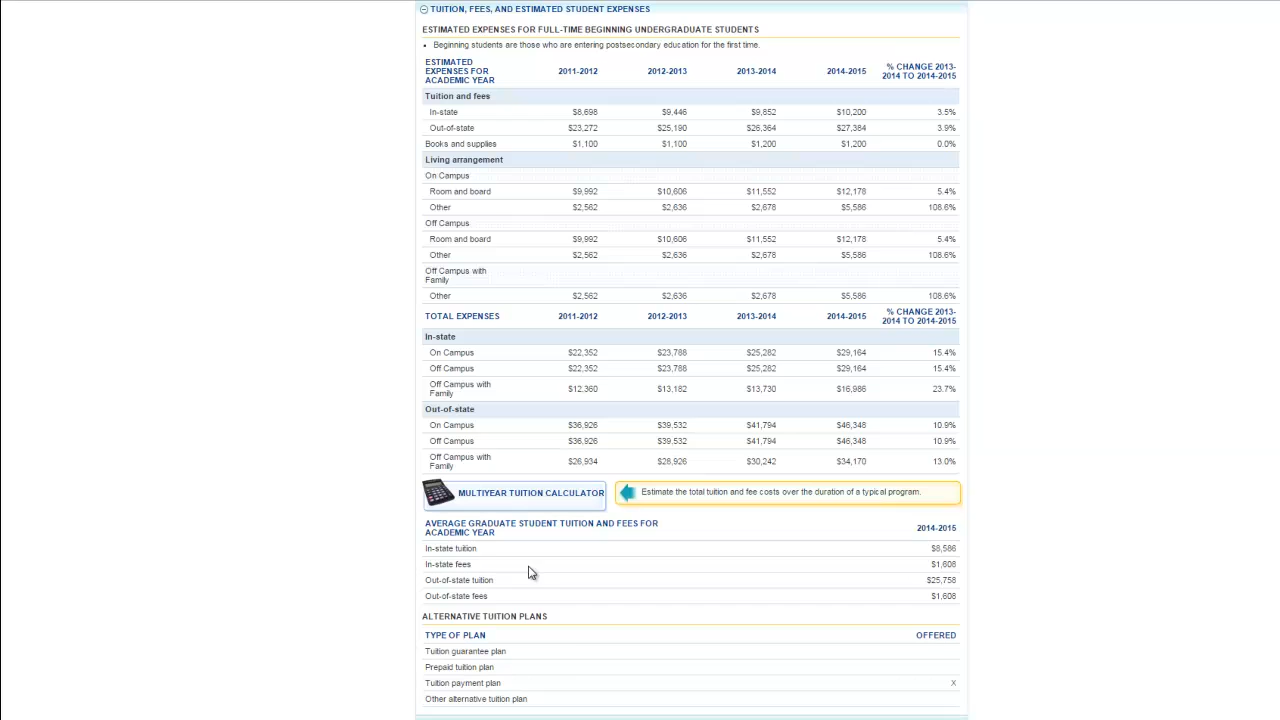 TUITION, FEES, AND ESTIMATED STUDENT EXPENSES
ESTIMATED EXPENSES FOR FULL-TIME BEGINNING UNDERGRADUATE STUDENTS
• Beginning students are those who are entering postsecondary education for the first time.
ESTIMATED EXPENSES FOR ACADEMIC YEAR 2011-2012 2012-2013 2013-2014 2014-2015 % CHANGE 2013-2014 TO 2014-2015
Tuition and fees
In-state $8,698 $9,446 $9,852 $10,200 3.5%
Out-of-state $23,272 $25,190 $26,364 $27,384 3.9%
Books and supplies $1,100 $1,100 $1,200 $1,200 0.0%
Living arrangement
On Campus
Room and board $9,992 $10,606 $11,552 $12,178 5.4%
Other $2,562 $2,636 $2,678 $5,586 108.6%
Off Campus
Room and board $9,992 $10,606 $11,552 $12,178 5.4%
Other $2,562 $2,636 $2,678 $5,586 108.6%
Off Campus with Family
Other $2,562 $2,636 $2,678 $5,586 108.6%
TOTAL EXPENSES 2011-2012 2012-2013 2013-2014 2014-2015 % CHANGE 2013-2014 TO 2014-2015
In-state
On Campus $22,352 $23,788 $25,282 $29,164 15.4%
Off Campus $22,352 $23,788 $25,282 $29,164 15.4%
Off Campus with Family $12,360 $13,182 $13,730 $16,986 23.7%
Out-of-state
On Campus $36,926 $39,532 $41,794 $46,348 10.9%
Off Campus $36,926 $39,532 $41,794 $46,348 10.9%
Off Campus with Family $26,934 $28,926 $30,242 $34,170 13.0%
MULTIYEAR TUITION CALCULATOR Estimate the total tuition and fee costs over the duration of a typical program.
AVERAGE GRADUATE STUDENT TUITION AND FEES FOR ACADEMIC YEAR 2014-2015
In-state tuition $8,586
In-state fees $1,608
Out-of-state tuition $25,758
Out-of-state fees $1,608
ALTERNATIVE TUITION PLANS
TYPE OF PLAN OFFERED
Tuition guarantee plan
Prepaid tuition plan
Tuition payment plan X
Other alternative tuition plan